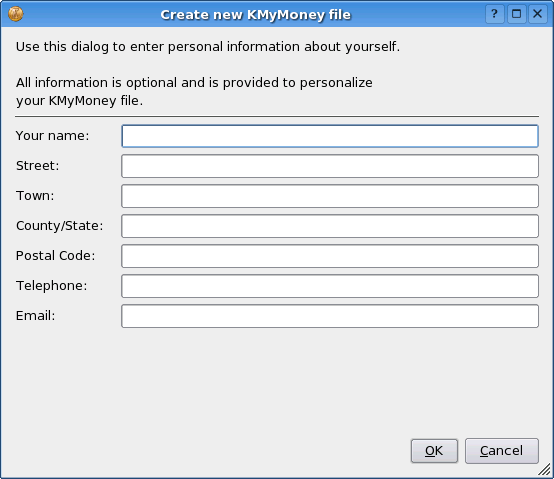 Create new KMyMoney file
Use this dialog to enter personal information about yourself.
All information is optional and is provided to personalize
your KMyMoney file.
Your name:
Street:
Town:
County/State:
Postal Code:
Telephone:
Email:
OK Cancel